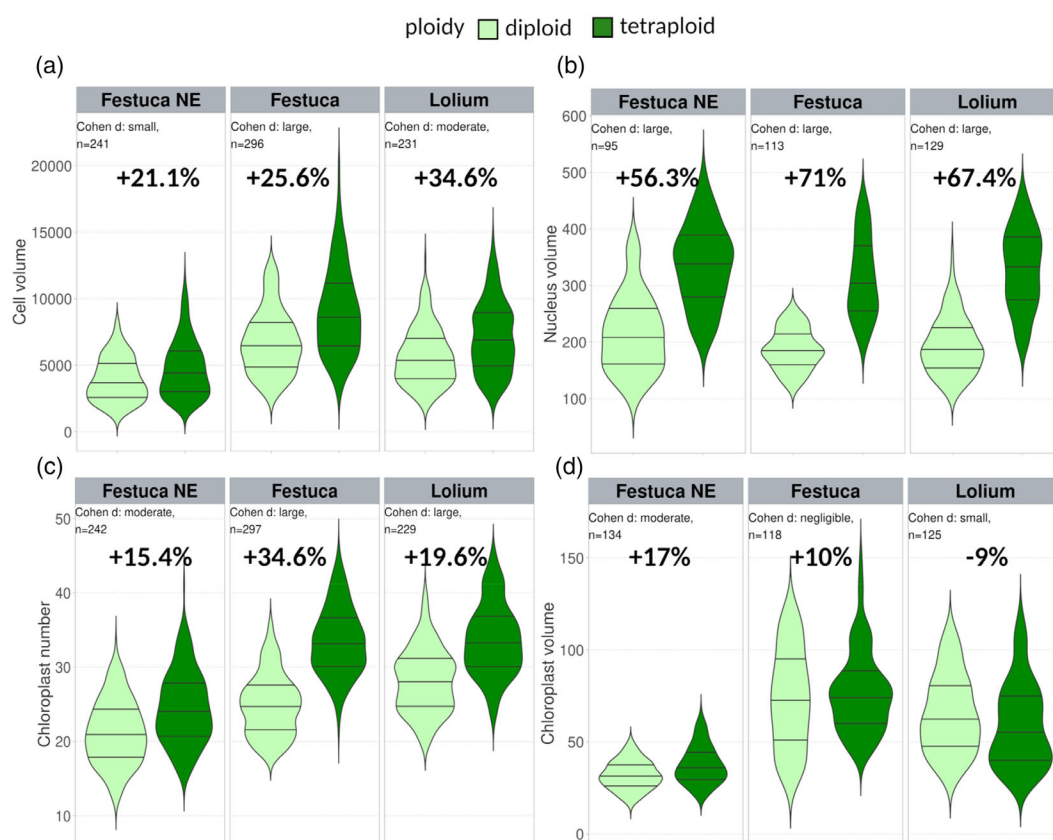 ploidy diploid tetraploid
(a)
Festuca NE Festuca Lolium
Cohen d: small, Cohen d: large, Cohen d: moderate,
n=241 n=296 n=231
+21.1% +25.6% +34.6%
Cell volume
20000
15000
10000
5000
0
(b)
Festuca NE Festuca Lolium
Cohen d: large, Cohen d: large, Cohen d: large,
n=95 n=113 n=129
+56.3% +71% +67.4%
Nucleus volume
600
500
400
300
200
100
(c)
Festuca NE Festuca Lolium
Cohen d: moderate, Cohen d: large, Cohen d: large,
n=242 n=297 n=229
+15.4% +34.6% +19.6%
Chloroplast number
50
40
30
20
10
(d)
Festuca NE Festuca Lolium
Cohen d: moderate, Cohen d: negligible, Cohen d: small,
n=134 n=118 n=125
+17% +10% -9%
Chloroplast volume
150
100
50
0